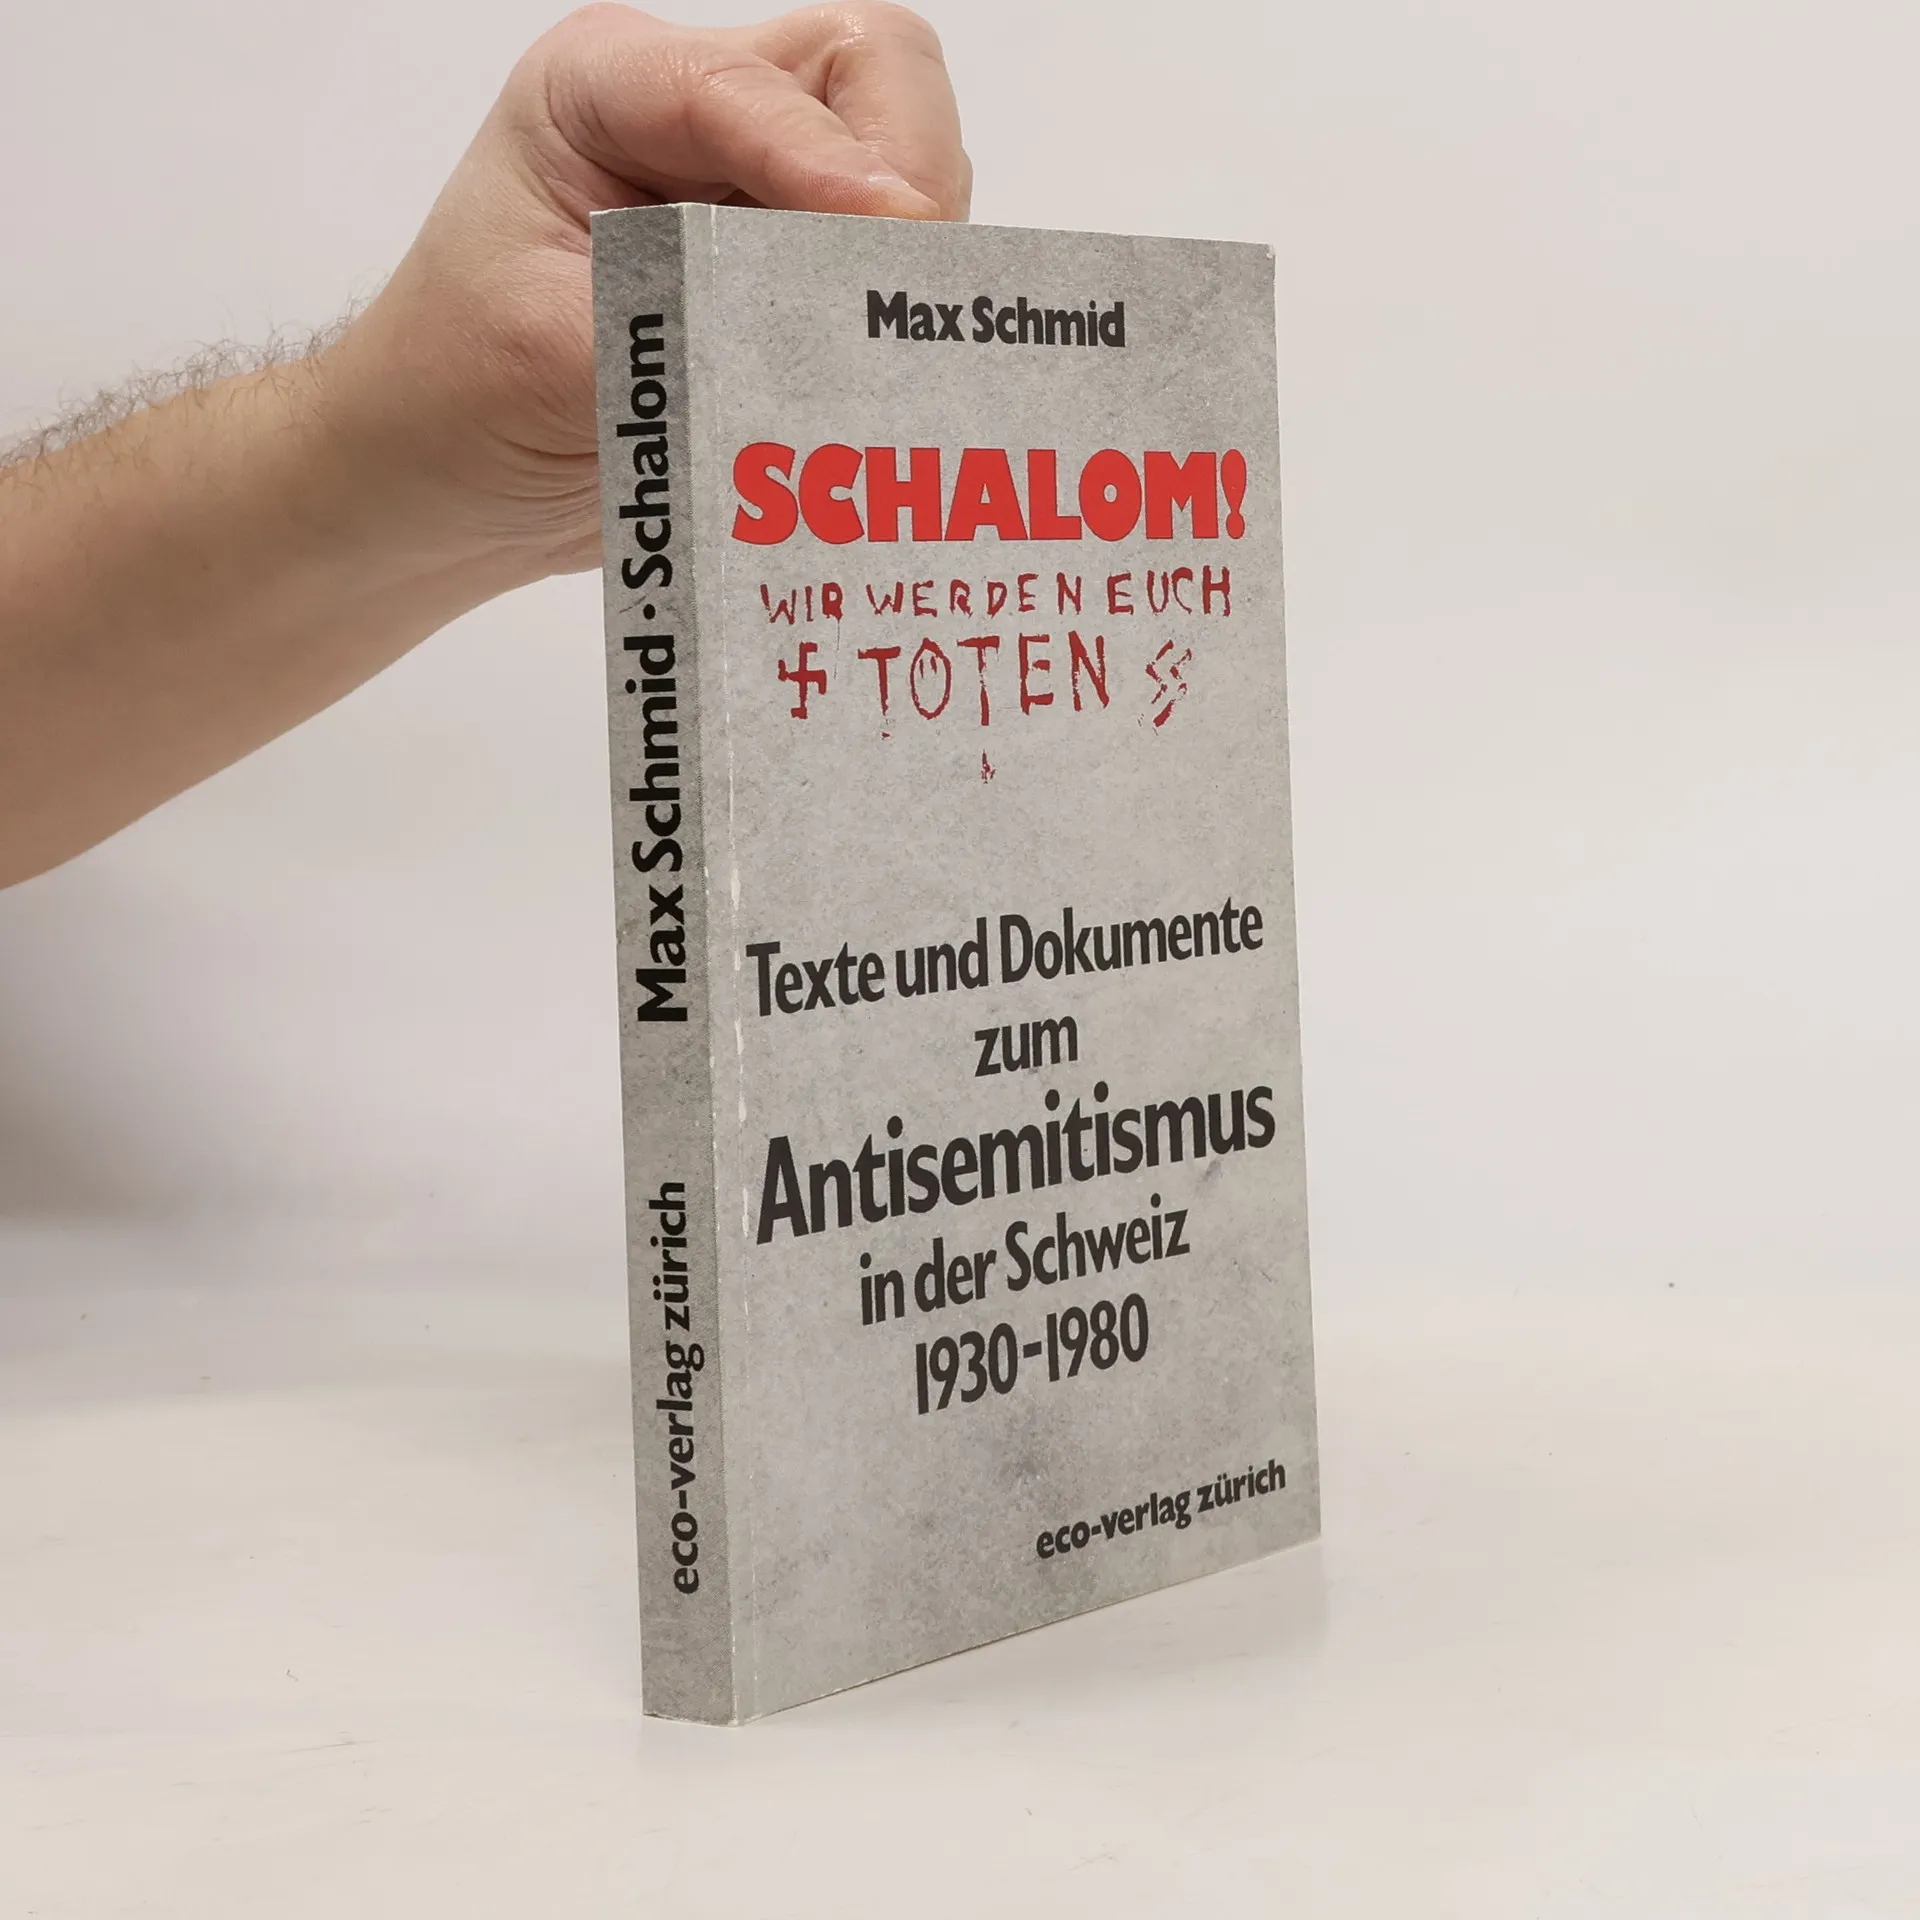 Max Schmid · Schalom
eco-verlag zürich
Max Schmid
SCHALOM!
WIR WERDEN EUCH
TÖTEN
Texte und Dokumente
zum
Antisemitismus
in der Schweiz
1930-1980
eco-verlag zürich